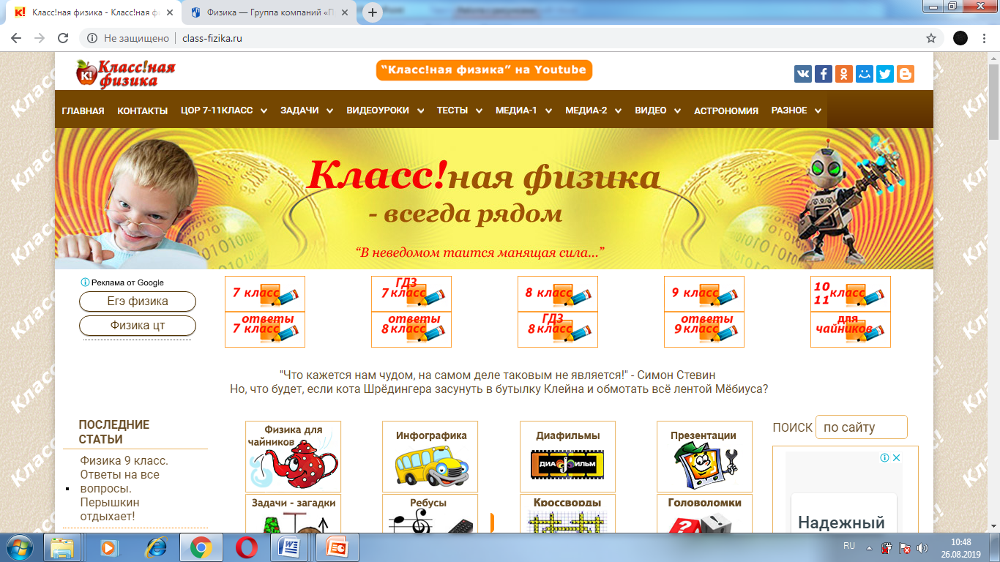 Класс!ная физика - Класс!ная ф
Физика — Группа компаний «П
Не защищено
class-fizika.ru
Класс!ная
физика
"Класс!ная физика" на Youtube
ГЛАВНАЯ КОНТАКТЫ ЦОР 7-11КЛАСС ЗАДАЧИ ВИДЕОУРОКИ ТЕСТЫ МЕДИА-1 МЕДИА-2 ВИДЕО АСТРОНОМИЯ РАЗНОЕ
Класс!ная физика
- всегда рядом
“В неведомом таится манящая сила...”
Реклама от Google
Егэ физика
Физика цт
7 класс
ГДЗ
7 класс
8 класс
9 класс
10
11 класс
ответы
7 класс
ответы
8 класс
ГДЗ
8 класс
ответы
9 класс
для
чайников
"Что кажется нам чудом, на самом деле таковым не является!" - Симон Стевин
Но, что будет, если кота Шрёдингера засунуть в бутылку Клейна и обмотать всё лентой Мёбиуса?
ПОСЛЕДНИЕ
СТАТЬИ
Физика 9 класс.
Ответы на все
вопросы.
Перышкин
отдыхает!
Физика для
чайников
Инфографика
Диафильмы
ДИАфИЛЬМ
Презентации
Задачи - загадки
Ребусы
Кроссворды
Головоломки
ПОИСК по сайту
Надежный
RU
10:48
26.08.2019